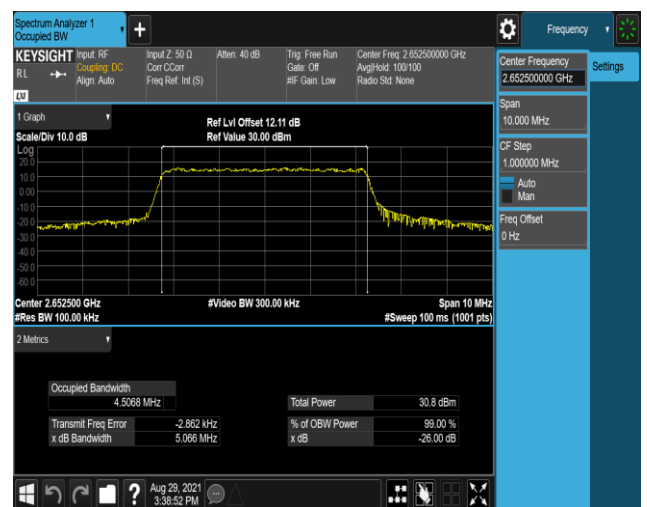 Spectrum Analyzer 1
Occupied BW
+
Frequency
KEYSIGHT
RL
LXI
Input: RF
Coupling: DC
Align: Auto
Input Z: 50 Ω
Corr CCorr
Freq Ref: Int (S)
Atten: 40 dB
Trig: Free Run
Gate: Off
#IF Gain: Low
Center Freq: 2.652500000 GHz
Avg|Hold: 100/100
Radio Std: None
Center Frequency
2.652500000 GHz
Settings
Span
10.000 MHz
CF Step
1.000000 MHz
Auto
Man
Freq Offset
0 Hz
1 Graph
Scale/Div 10.0 dB
Ref Lvl Offset 12.11 dB
Ref Value 30.00 dBm
Log
20.0
10.0
0.00
-10.0
-20.0
-30.0
-40.0
-50.0
-60.0
Center 2.652500 GHz
#Res BW 100.00 kHz
#Video BW 300.00 kHz
Span 10 MHz
#Sweep 100 ms (1001 pts)
2 Metrics
Occupied Bandwidth
4.5068 MHz
Total Power 30.8 dBm
Transmit Freq Error -2.862 kHz
% of OBW Power 99.00 %
x dB Bandwidth 5.066 MHz
x dB -26.00 dB
?
Aug 29, 2021
3:38:52 PM